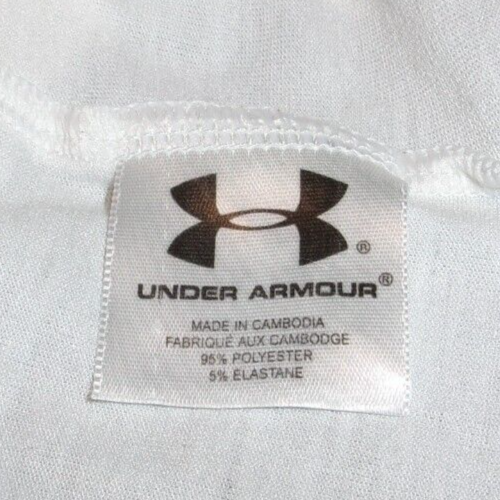 ®
UNDER ARMOUR®
MADE IN CAMBODIA
FABRIQUÉ AUX CAMBODGE
95% POLYESTER
5% ELASTANE